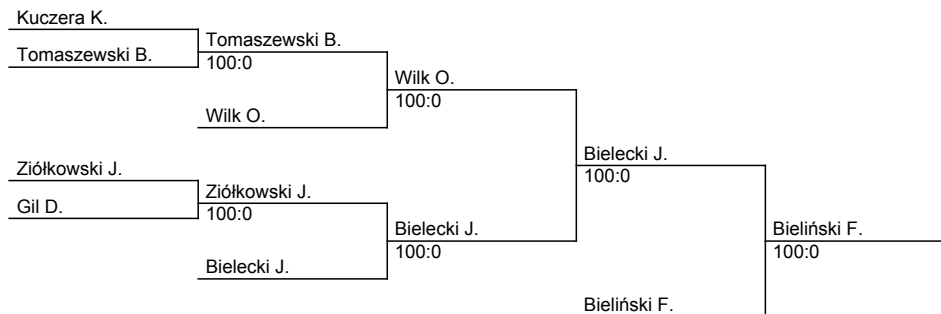 Kuczera K.
Tomaszewski B.
Tomaszewski B.
100:0
Wilk O.
Wilk O.
100:0
Ziółkowski J.
Gil D.
Ziółkowski J.
100:0
Bielecki J.
Bielecki J.
100:0
Bielecki J.
100:0
Bieliński F.
Bieliński F.
100:0